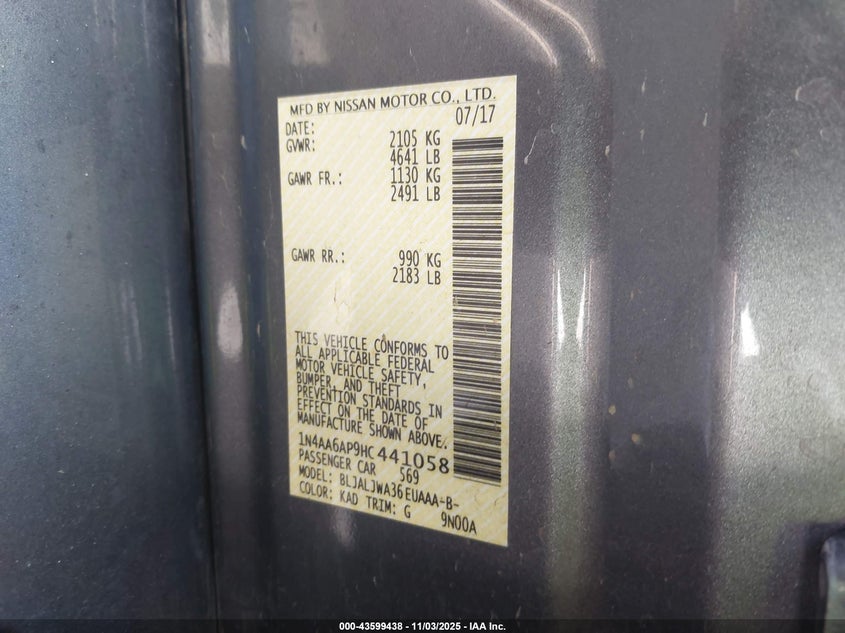 MFD BY NISSAN MOTOR CO., LTD.
DATE: 07/17
GVWR: 2105 KG
4641 LB
GAWR FR.: 1130 KG
2491 LB
GAWR RR.: 990 KG
2183 LB
THIS VEHICLE CONFORMS TO
ALL APPLICABLE FEDERAL
MOTOR VEHICLE SAFETY,
BUMPER, AND THEFT
PREVENTION STANDARDS IN
EFFECT ON THE DATE OF
MANUFACTURE SHOWN ABOVE.
1N4AA6AP9HC441058
PASSENGER CAR 569
MODEL: BLJALJWA36EUAAA-B-
COLOR: KAD TRIM: G 9N00A
000-43599438 - 11/03/2025 - IAA Inc.